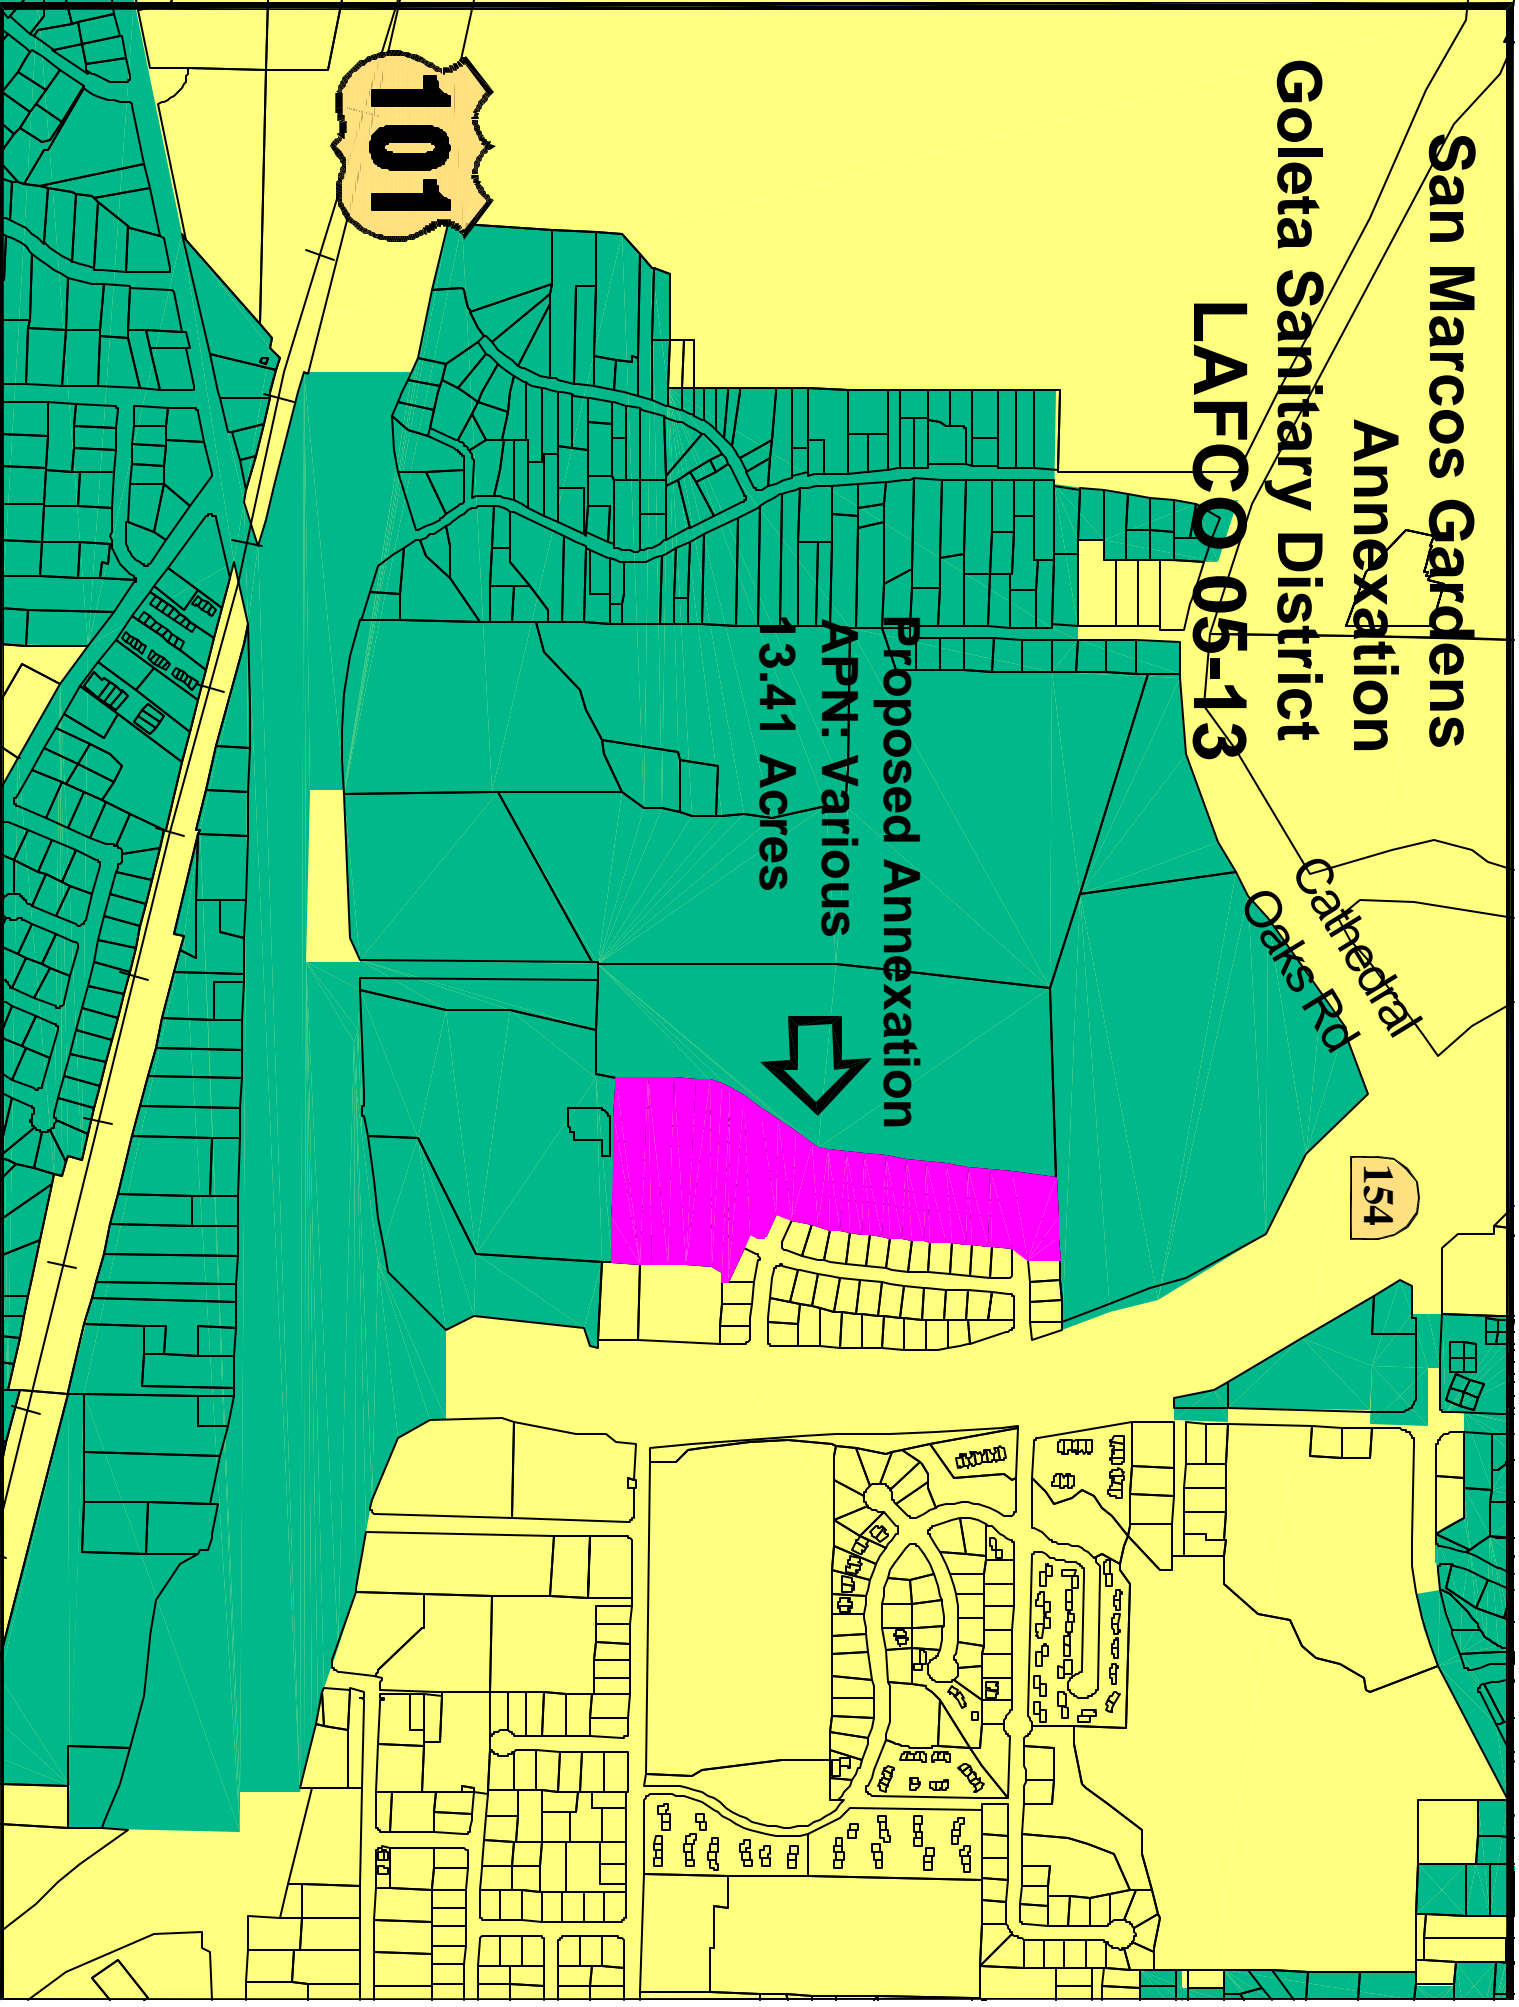 San Marcos Gardens
Annexation
Goleta Sanitary District
LAFCO 05-13
101
Cathedral
Oaks Rd
Proposed Annexation
APN: Various
13.41 Acres
154